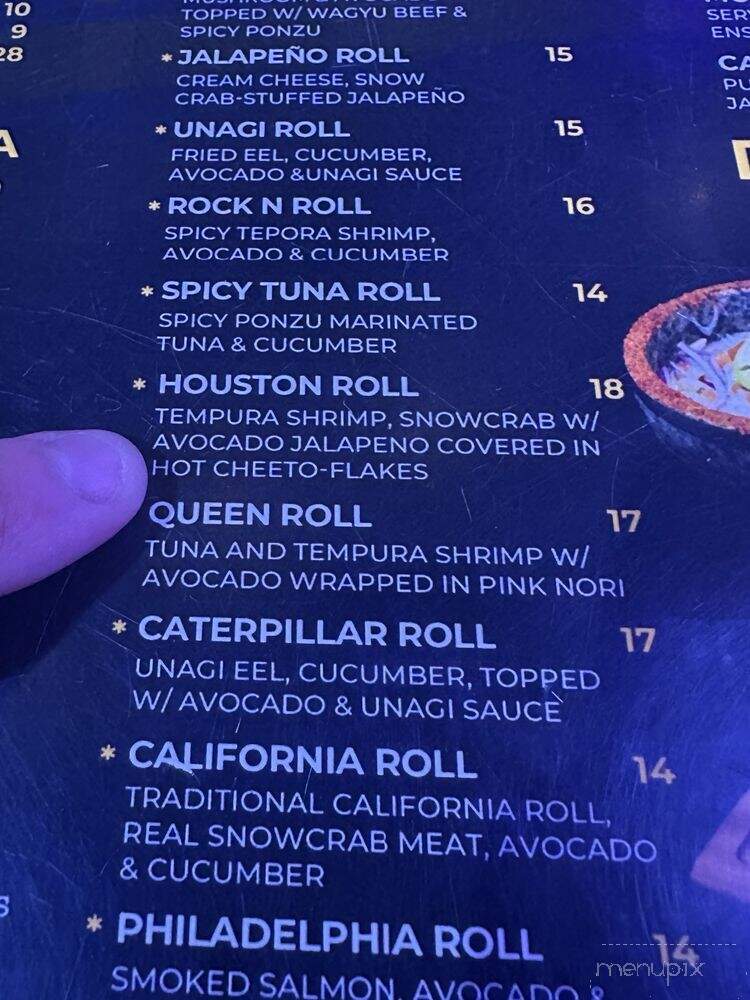 10
9
28
TOPPED W/ WAGYU BEEF &
SPICY PONZU
* JALAPEÑO ROLL 15
CREAM CHEESE, SNOW
CRAB-STUFFED JALAPEÑO
* UNAGI ROLL 15
FRIED EEL, CUCUMBER,
AVOCADO &UNAGI SAUCE
* ROCK N ROLL 16
SPICY TEPORA SHRIMP,
AVOCADO & CUCUMBER
* SPICY TUNA ROLL 14
SPICY PONZU MARINATED
TUNA & CUCUMBER
* HOUSTON ROLL 18
TEMPURA SHRIMP, SNOWCRAB W/
AVOCADO JALAPENO COVERED IN
HOT CHEETO-FLAKES
QUEEN ROLL 17
TUNA AND TEMPURA SHRIMP W/
AVOCADO WRAPPED IN PINK NORI
* CATERPILLAR ROLL 17
UNAGI EEL, CUCUMBER, TOPPED
W/ AVOCADO & UNAGI SAUCE
* CALIFORNIA ROLL 14
TRADITIONAL CALIFORNIA ROLL,
REAL SNOWCRAB MEAT, AVOCADO
& CUCUMBER
* PHILADELPHIA ROLL 14
SMOKED SALMON, AVOCADO &
menupix